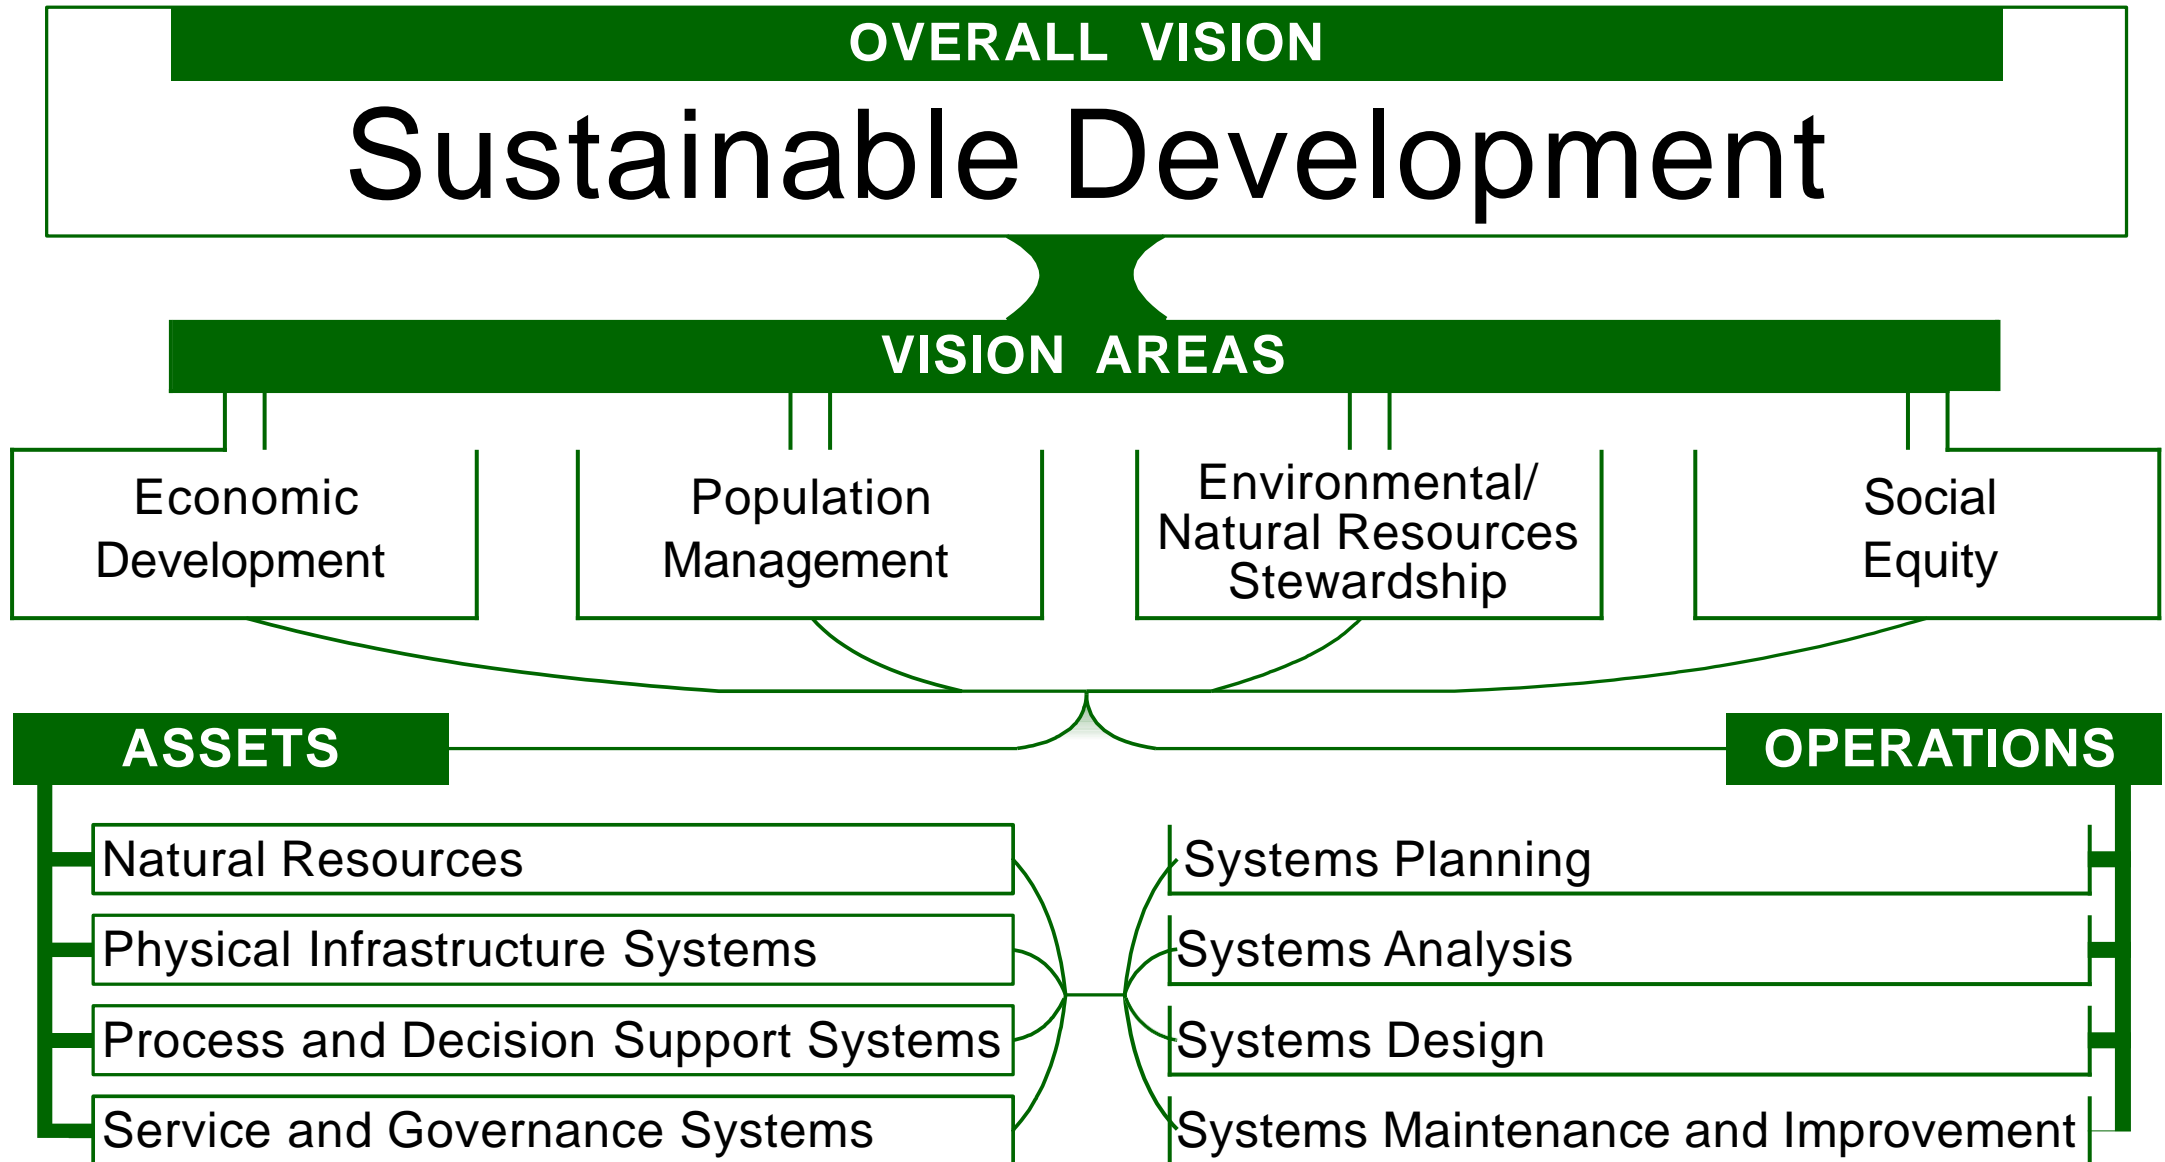 OVERALL VISION
Sustainable Development
VISION AREAS
Economic
Development
Population
Management
Environmental/
Natural Resources
Stewardship
Social
Equity
ASSETS
OPERATIONS
Natural Resources
Physical Infrastructure Systems
Process and Decision Support Systems
Service and Governance Systems
Systems Planning
Systems Analysis
Systems Design
Systems Maintenance and Improvement